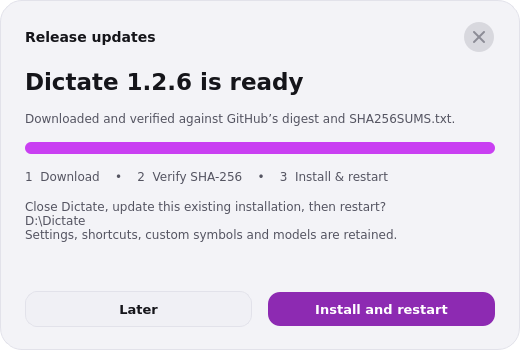 Release updates
Dictate 1.2.6 is ready
Downloaded and verified against GitHub’s digest and SHA256SUMS.txt.
1 Download • 2 Verify SHA-256 • 3 Install & restart
Close Dictate, update this existing installation, then restart?
D:\Dictate
Settings, shortcuts, custom symbols and models are retained.
Later
Install and restart